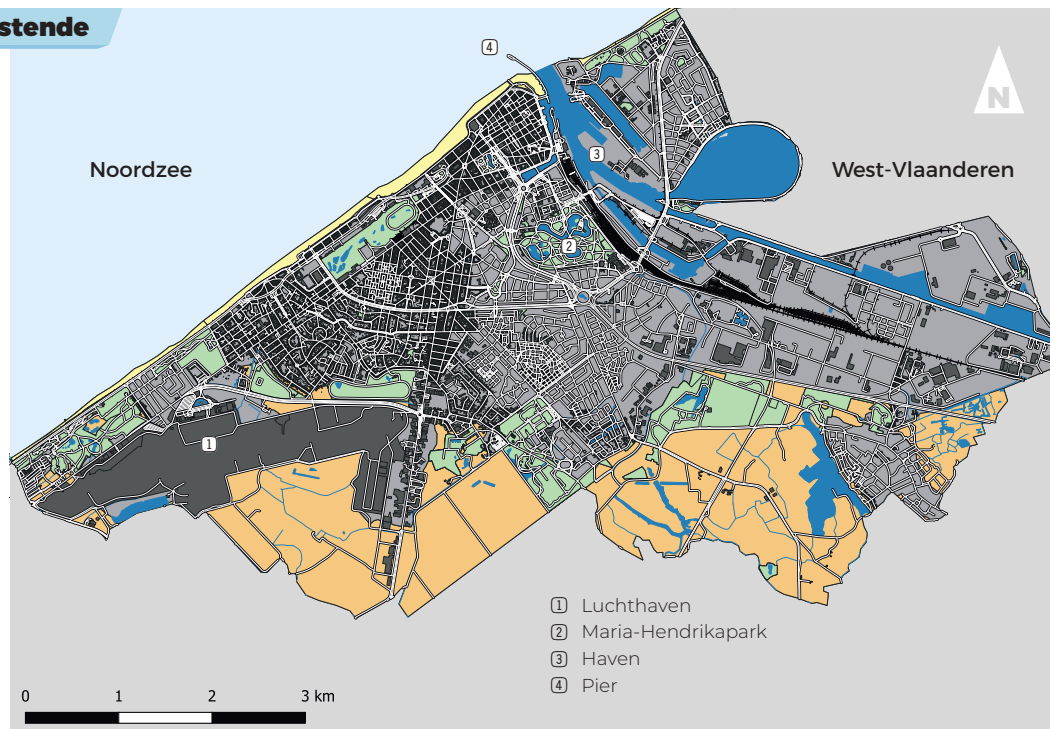 stende
4
N
3
Noordzee
West-Vlaanderen
2
1
1 Luchthaven
2 Maria-Hendrikapark
3 Haven
4 Pier
0 1 2 3 km